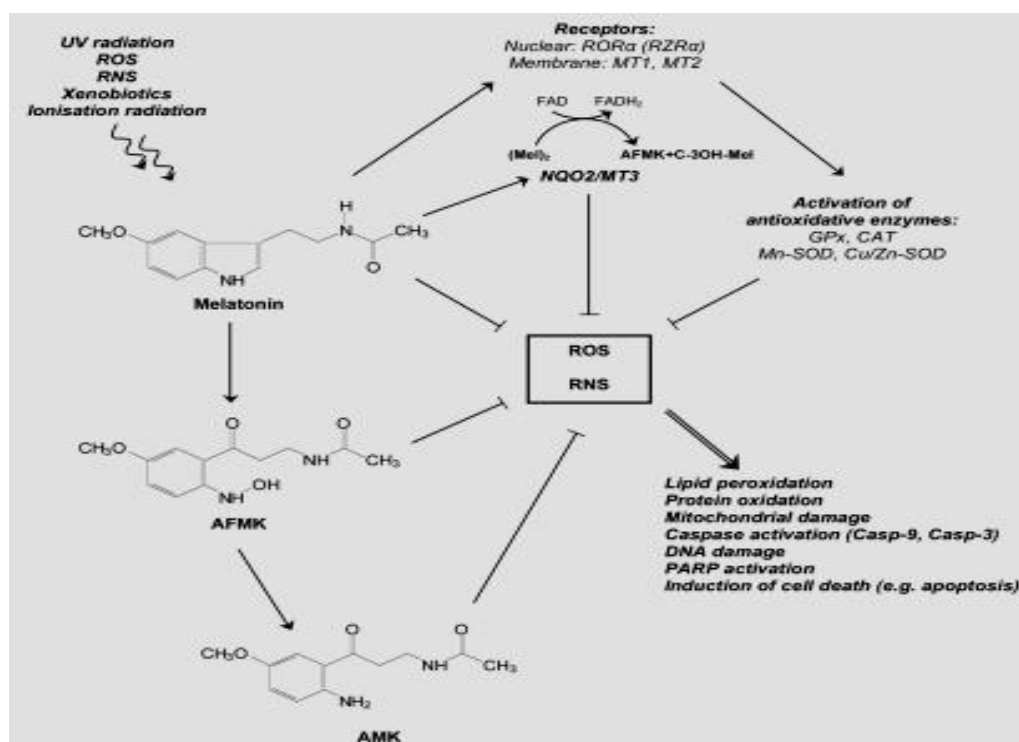 UV radiation
ROS
RNS
Xenobiotics
Ionisation radiation
Receptors:
Nuclear: RORα (RZRα)
Membrane: MT1, MT2
FAD FADH₂
(Mel)₂ AFMK+C-3OH-Mel
NQO2/MT3
Activation of
antioxidative enzymes:
GPx, CAT
Mn-SOD, Cu/Zn-SOD
H
CH₃O N CH₃
O
NH
Melatonin
ROS
RNS
O O
CH₃O NH CH₃
NH OH
AFMK
Lipid peroxidation
Protein oxidation
Mitochondrial damage
Caspase activation (Casp-9, Casp-3)
DNA damage
PARP activation
Induction of cell death (e.g. apoptosis)
O O
CH₃O NH CH₃
NH₂
AMK